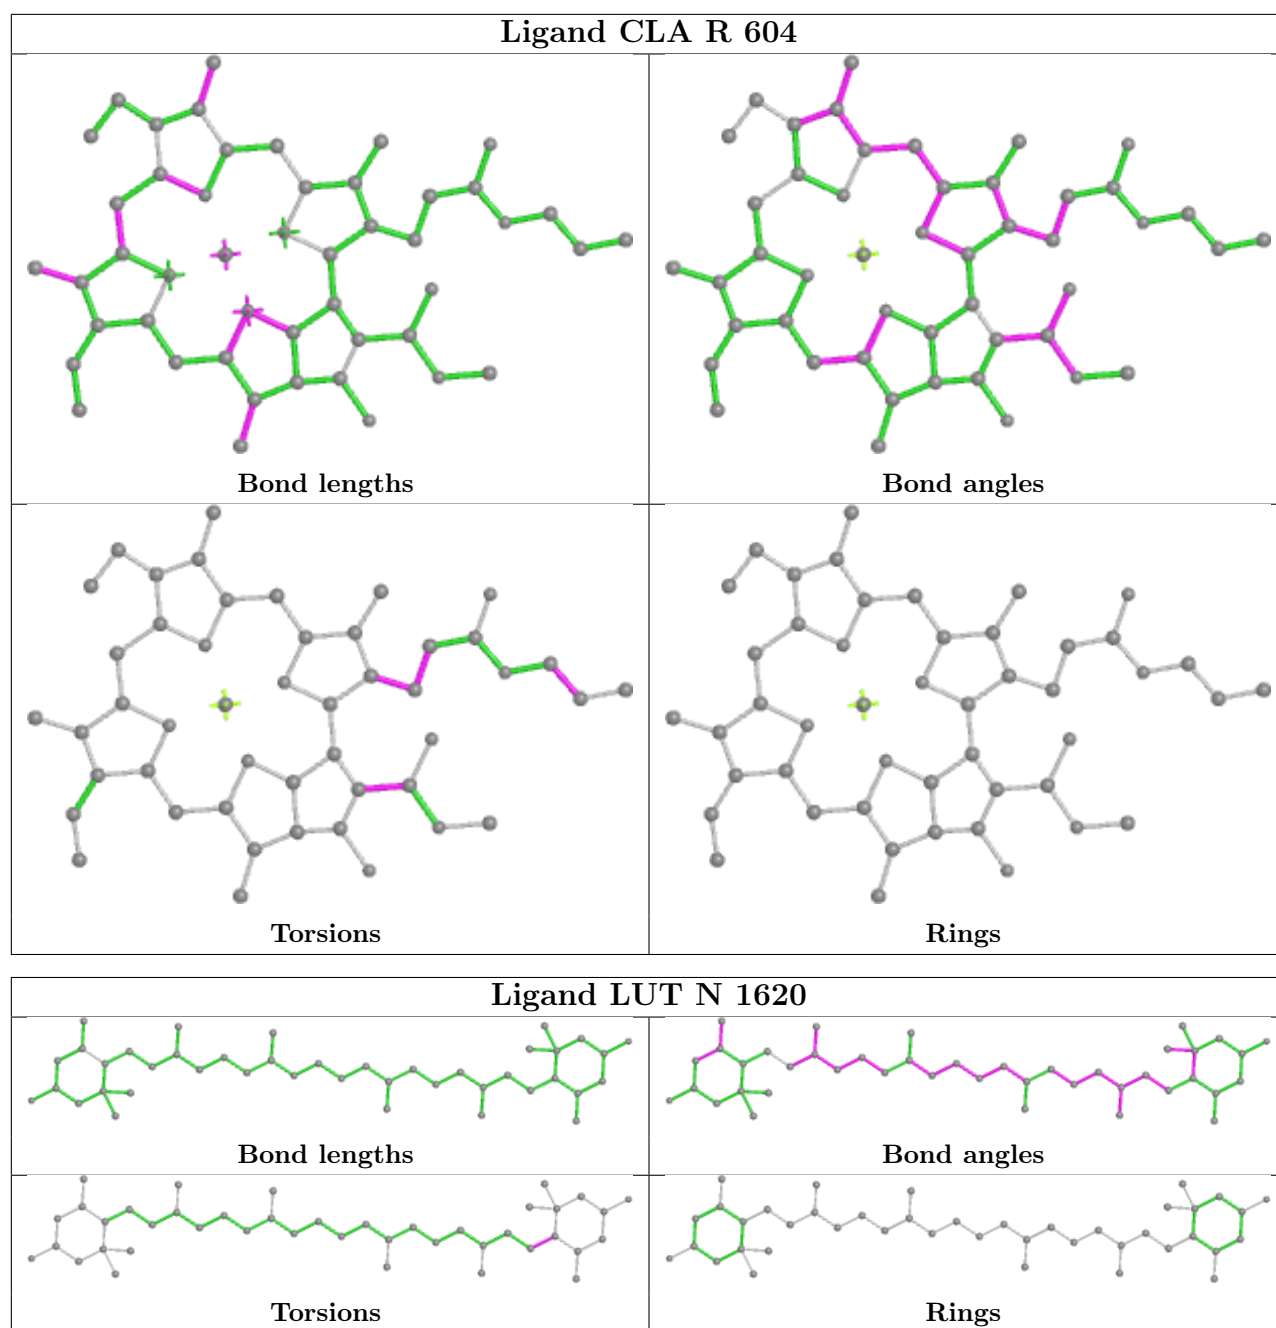 Ligand CLA R 604
Bond lengths
Bond angles
Torsions
Rings
Ligand LUT N 1620
Bond lengths
Bond angles
Torsions
Rings